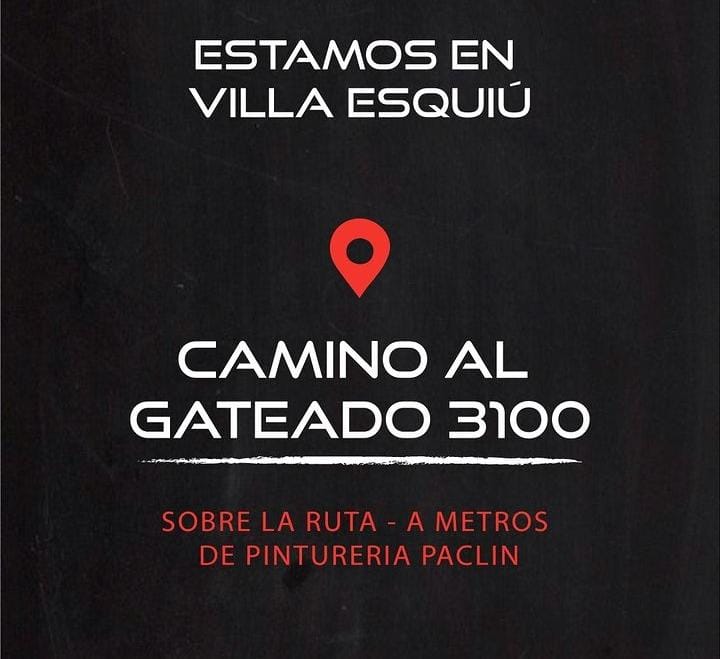 ESTAMOS EN
VILLA ESQUIÚ
CAMINO AL
GATEADO 3100
SOBRE LA RUTA - A METROS
DE PINTURERIA PACLIN